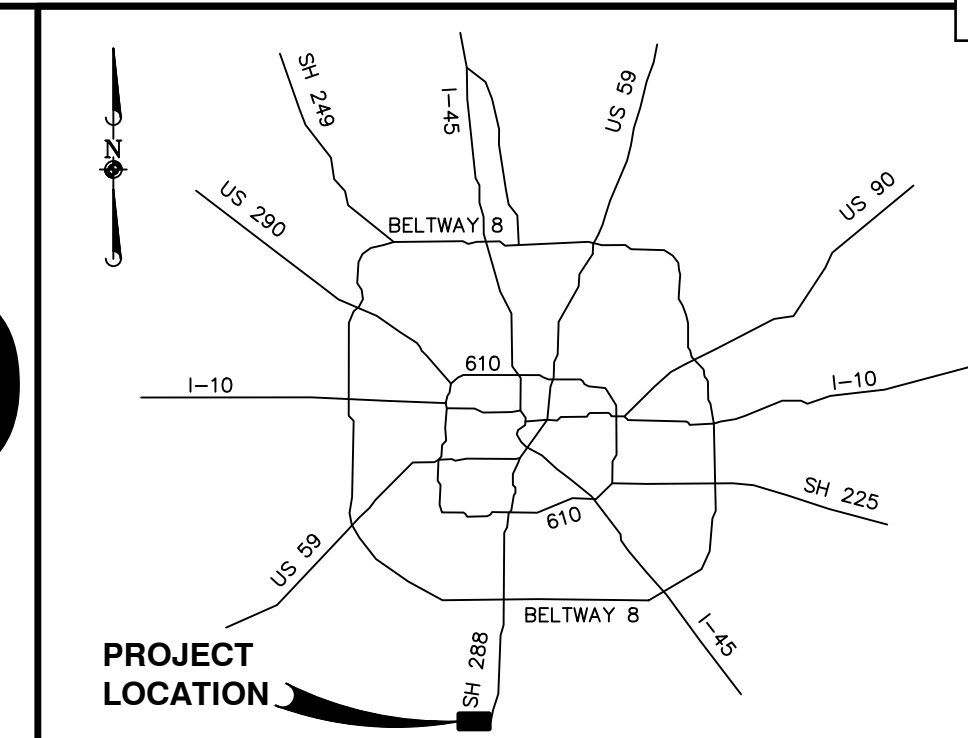 SH 249
I-45
US 59
N
US 290
US 90
BELTWAY 8
610
I-10
I-10
SH 225
610
US 59
BELTWAY 8
I-45
SH 288
PROJECT
LOCATION